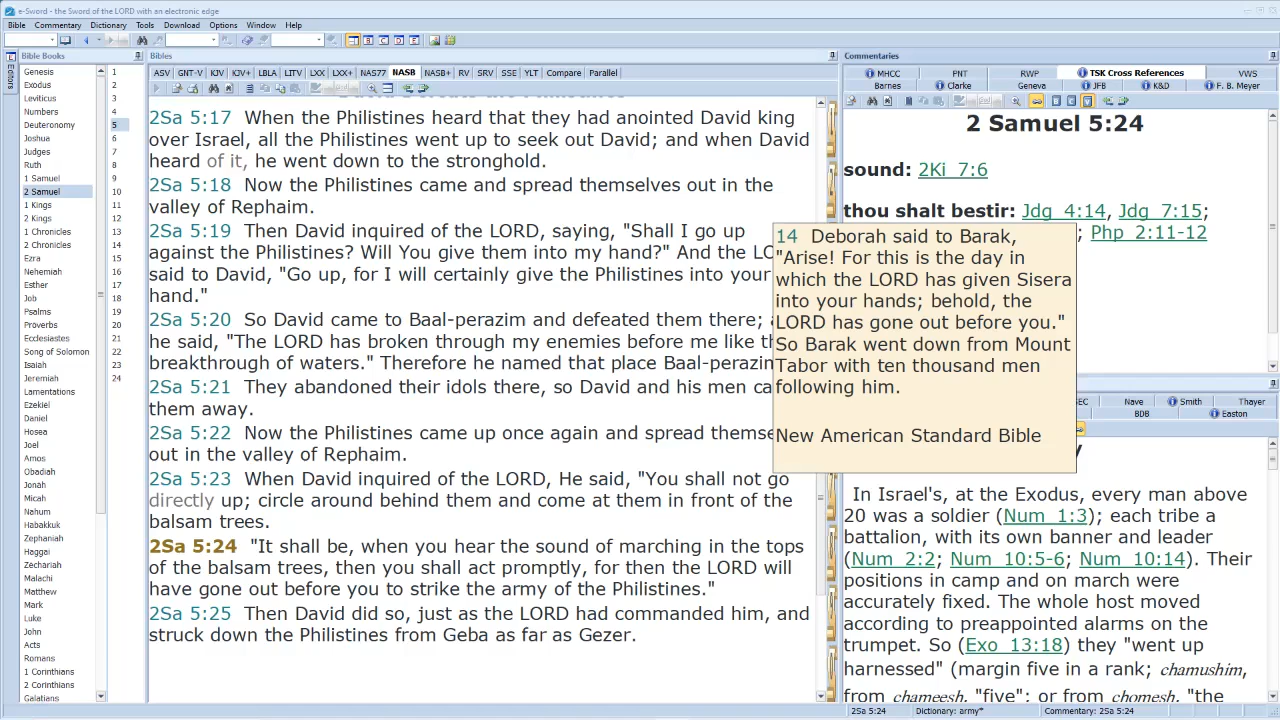 e-Sword - the Sword of the LORD with an electronic edge
Bible Commentary Dictionary Tools Download Options Window Help
Editors
Bible Books
Genesis
Exodus
Leviticus
Numbers
Deuteronomy
Joshua
Judges
Ruth
1 Samuel
2 Samuel
1 Kings
2 Kings
1 Chronicles
2 Chronicles
Ezra
Nehemiah
Esther
Job
Psalms
Proverbs
Ecclesiastes
Song of Solomon
Isaiah
Jeremiah
Lamentations
Ezekiel
Daniel
Hosea
Joel
Amos
Obadiah
Jonah
Micah
Nahum
Habakkuk
Zephaniah
Haggai
Zechariah
Malachi
Matthew
Mark
Luke
John
Acts
Romans
1 Corinthians
2 Corinthians
Galatians
1
2
3
4
5
6
7
8
9
10
11
12
13
14
15
16
17
18
19
20
21
22
23
24
Bibles
ASV GNT-V KJV KJV+ LBLA LITV LXX LXX+ NAS77 NASB NASB+ RV SRV SSE YLT Compare Parallel
2Sa 5:17 When the Philistines heard that they had anointed David king
over Israel, all the Philistines went up to seek out David; and when David
heard of it, he went down to the stronghold.
2Sa 5:18 Now the Philistines came and spread themselves out in the
valley of Rephaim.
2Sa 5:19 Then David inquired of the LORD, saying, "Shall I go up
against the Philistines? Will You give them into my hand?" And the LO
said to David, "Go up, for I will certainly give the Philistines into your
hand."
2Sa 5:20 So David came to Baal-perazim and defeated them there;
he said, "The LORD has broken through my enemies before me like th
breakthrough of waters." Therefore he named that place Baal-perazim
2Sa 5:21 They abandoned their idols there, so David and his men ca
them away.
2Sa 5:22 Now the Philistines came up once again and spread themse
out in the valley of Rephaim.
2Sa 5:23 When David inquired of the LORD, He said, "You shall not go
directly up; circle around behind them and come at them in front of the
balsam trees.
2Sa 5:24 "It shall be, when you hear the sound of marching in the tops
of the balsam trees, then you shall act promptly, for then the LORD will
have gone out before you to strike the army of the Philistines."
2Sa 5:25 Then David did so, just as the LORD had commanded him, and
struck down the Philistines from Geba as far as Gezer.
Commentaries
MHCC PNT RWP TSK Cross References VWS
Barnes Clarke Geneva JFB K&D F. B. Meyer
2 Samuel 5:24
sound: 2Ki 7:6
thou shalt bestir: Jdg 4:14, Jdg 7:15;
; Php 2:11-12
14 Deborah said to Barak,
"Arise! For this is the day in
which the LORD has given Sisera
into your hands; behold, the
LORD has gone out before you."
So Barak went down from Mount
Tabor with ten thousand men
following him.
New American Standard Bible
SEC Nave Smith Thayer
BDB Easton
In Israel's, at the Exodus, every man above
20 was a soldier (Num 1:3); each tribe a
battalion, with its own banner and leader
(Num 2:2; Num 10:5-6; Num 10:14). Their
positions in camp and on march were
accurately fixed. The whole host moved
according to preappointed alarms on the
trumpet. So (Exo 13:18) they "went up
harnessed" (margin five in a rank; chamushim,
from chameesh, "five"; or from chomesh, "the
2Sa 5:24 Dictionary: army* Commentary: 2Sa 5:24